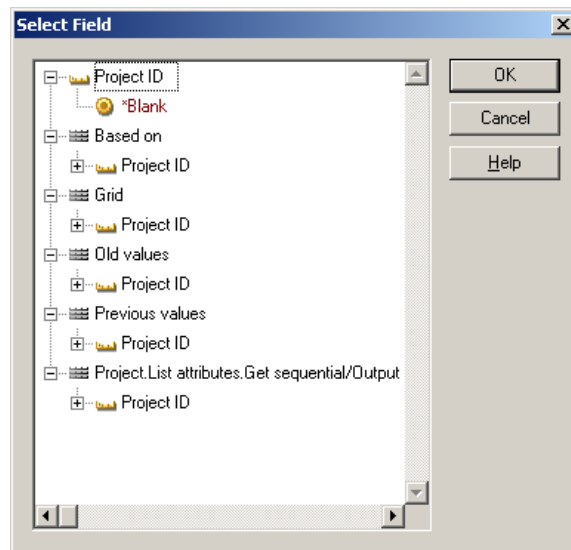 Select Field
Project ID
*Blank
Based on
Project ID
Grid
Project ID
Old values
Project ID
Previous values
Project ID
Project.List attributes.Get sequential/Output
Project ID
OK
Cancel
Help